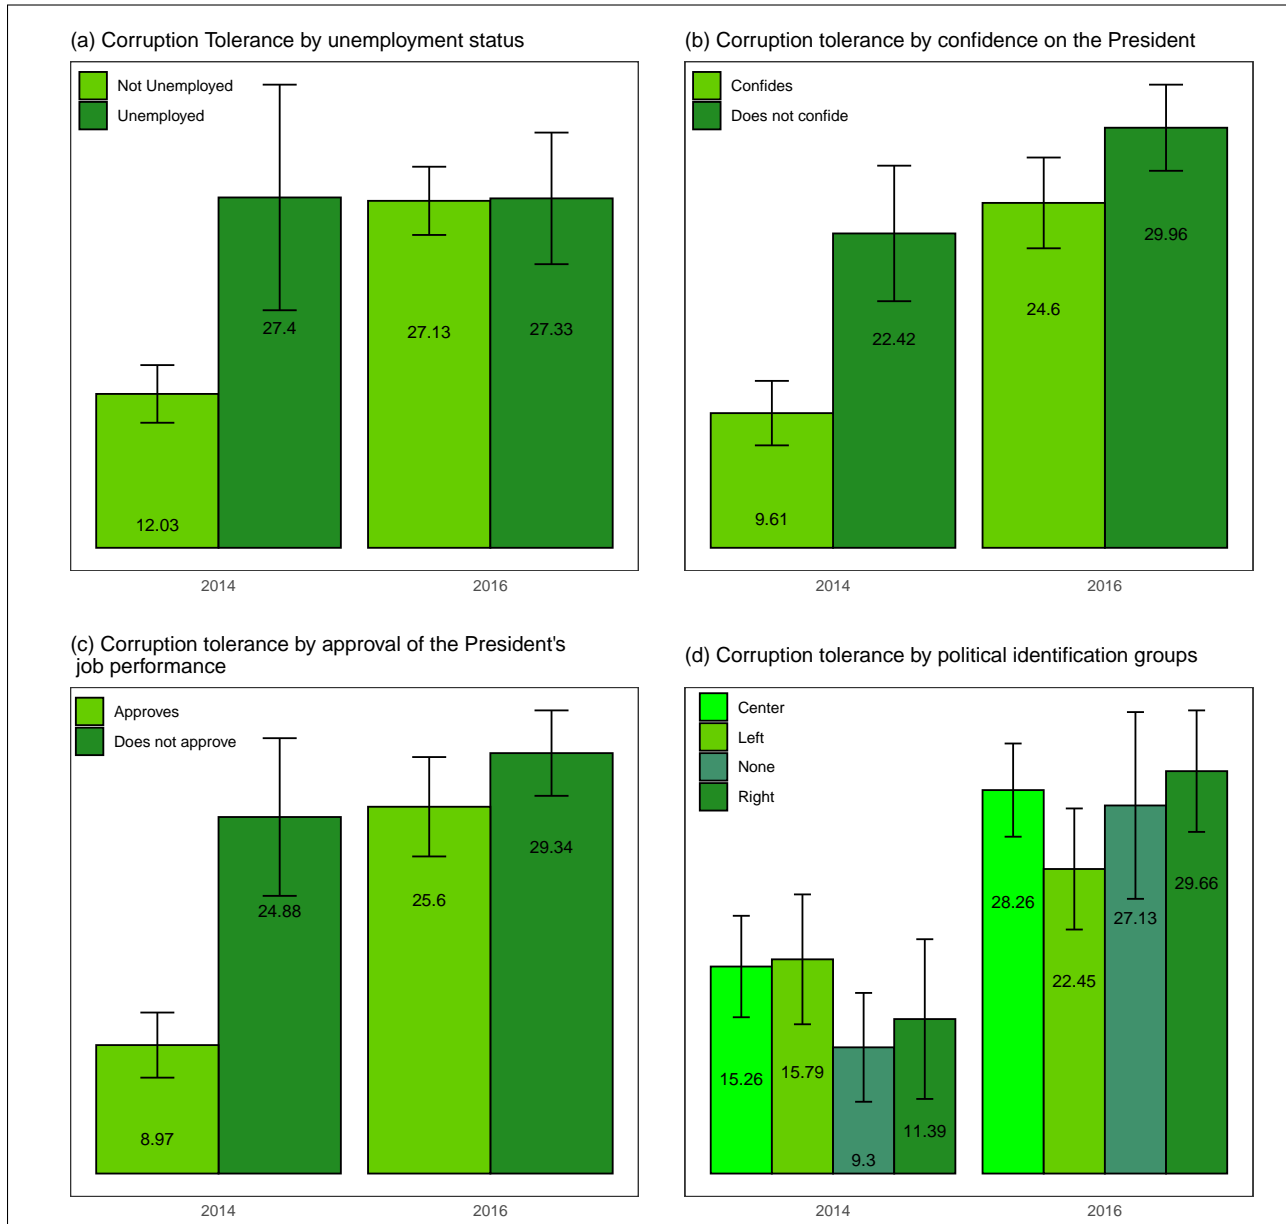 (a) Corruption Tolerance by unemployment status
Not Unemployed
Unemployed
12.03
27.4
27.13
27.33
2014
2016
(b) Corruption tolerance by confidence on the President
Confides
Does not confide
9.61
22.42
24.6
29.96
2014
2016
(c) Corruption tolerance by approval of the President's
job performance
Approves
Does not approve
8.97
24.88
25.6
29.34
2014
2016
(d) Corruption tolerance by political identification groups
Center
Left
None
Right
15.26
15.79
9.3
11.39
28.26
22.45
27.13
29.66
2014
2016